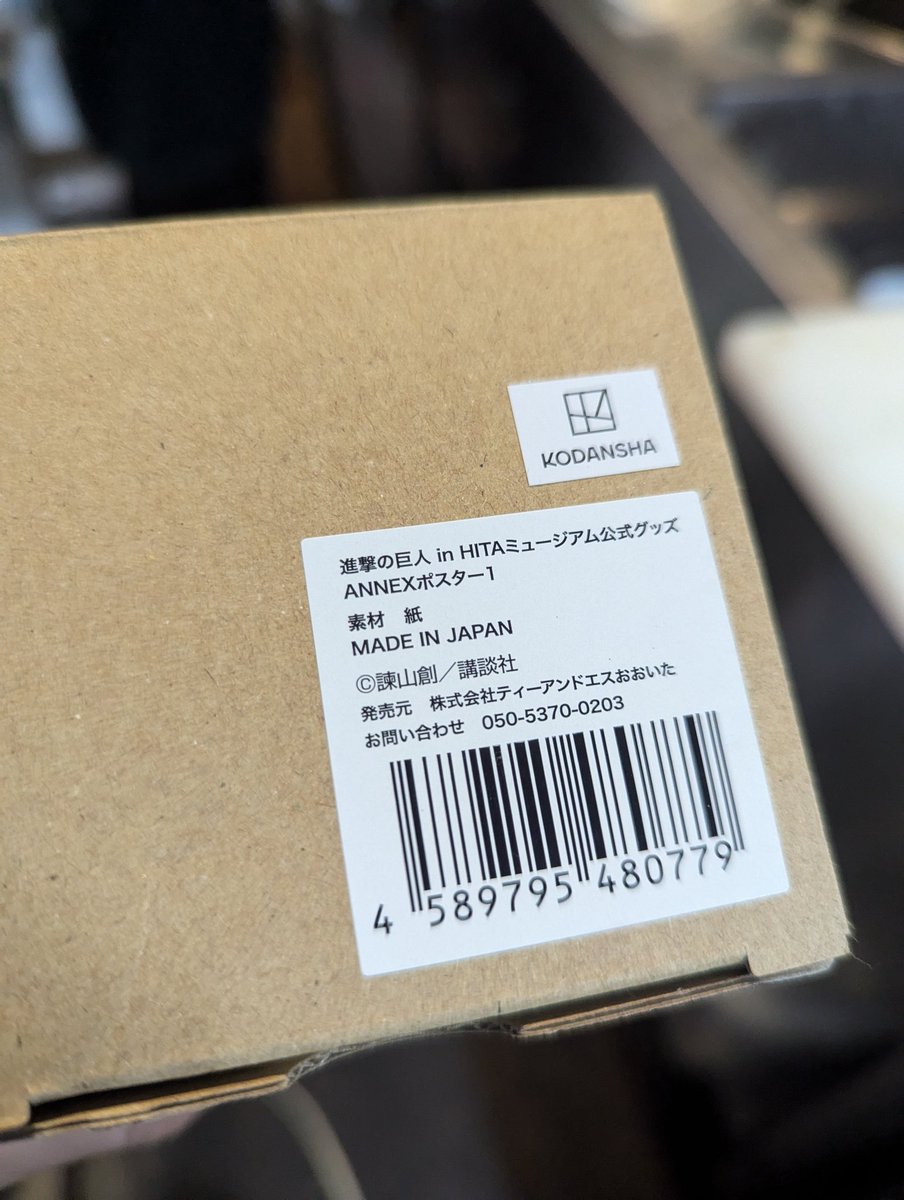 KODANSHA
進撃の巨人 in HITAミュージアム公式グッズ
ANNEXポスター1
素材　紙
MADE IN JAPAN
©諫山創／講談社
発売元　株式会社ティーアンドエスおおいた
お問い合わせ　050-5370-0203
4 589795 480779